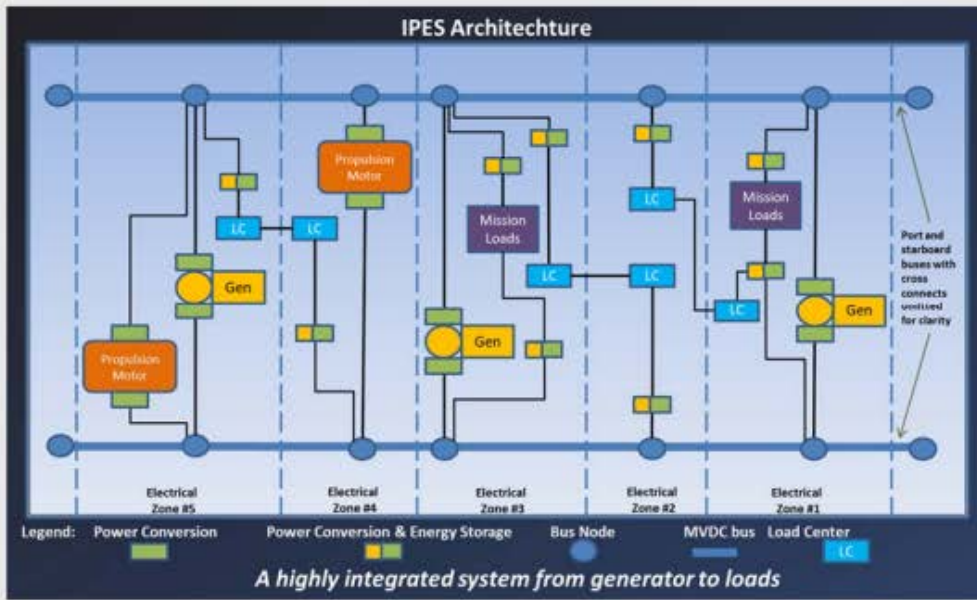 IPES Architechture
Propulsion
Motor
LC
LC
Gen
Propulsion
Motor
Mission
Loads
LC
LC
LC
Gen
Mission
Loads
LC
Gen
Port and
starboard
buses with
cross
connects
for clarity
Electrical
Zone #5
Electrical
Zone #4
Electrical
Zone #3
Electrical
Zone #2
Electrical
Zone #1
Legend: Power Conversion Power Conversion & Energy Storage Bus Node MVDC bus Load Center
LC
A highly integrated system from generator to loads